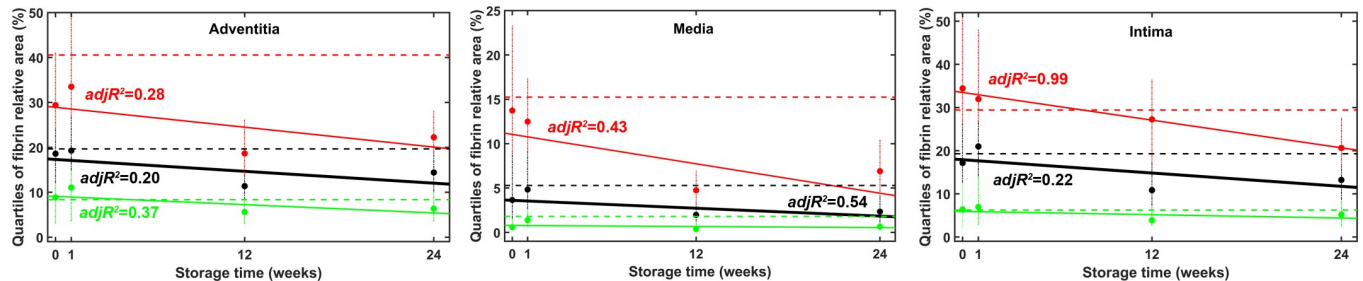 Adventitia
Quartiles of fibrin relative area (%)
50
40
30
20
10
0
adjR²=0.28
adjR²=0.20
adjR²=0.37
0 1 12 24
Storage time (weeks)
Media
Quartiles of fibrin relative area (%)
25
20
15
10
5
0
adjR²=0.43
adjR²=0.54
0 1 12 24
Storage time (weeks)
Intima
Quartiles of fibrin relative area (%)
50
40
30
20
10
0
adjR²=0.99
adjR²=0.22
0 1 12 24
Storage time (weeks)